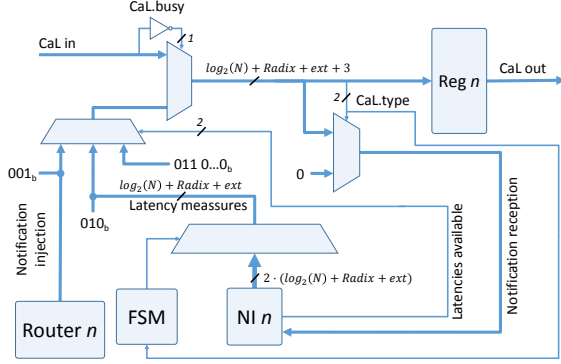 CaL.busy
1
CaL in
log₂(N) + Radix + ext + 3
CaL out
Reg n
2
CaL.type
2
011 0...0b
001b
0
log₂(N) + Radix + ext
Latency meassures
010b
Notification
injection
Latencies available
Notification reception
2 · (log₂(N) + Radix + ext)
Router n
FSM
NI n